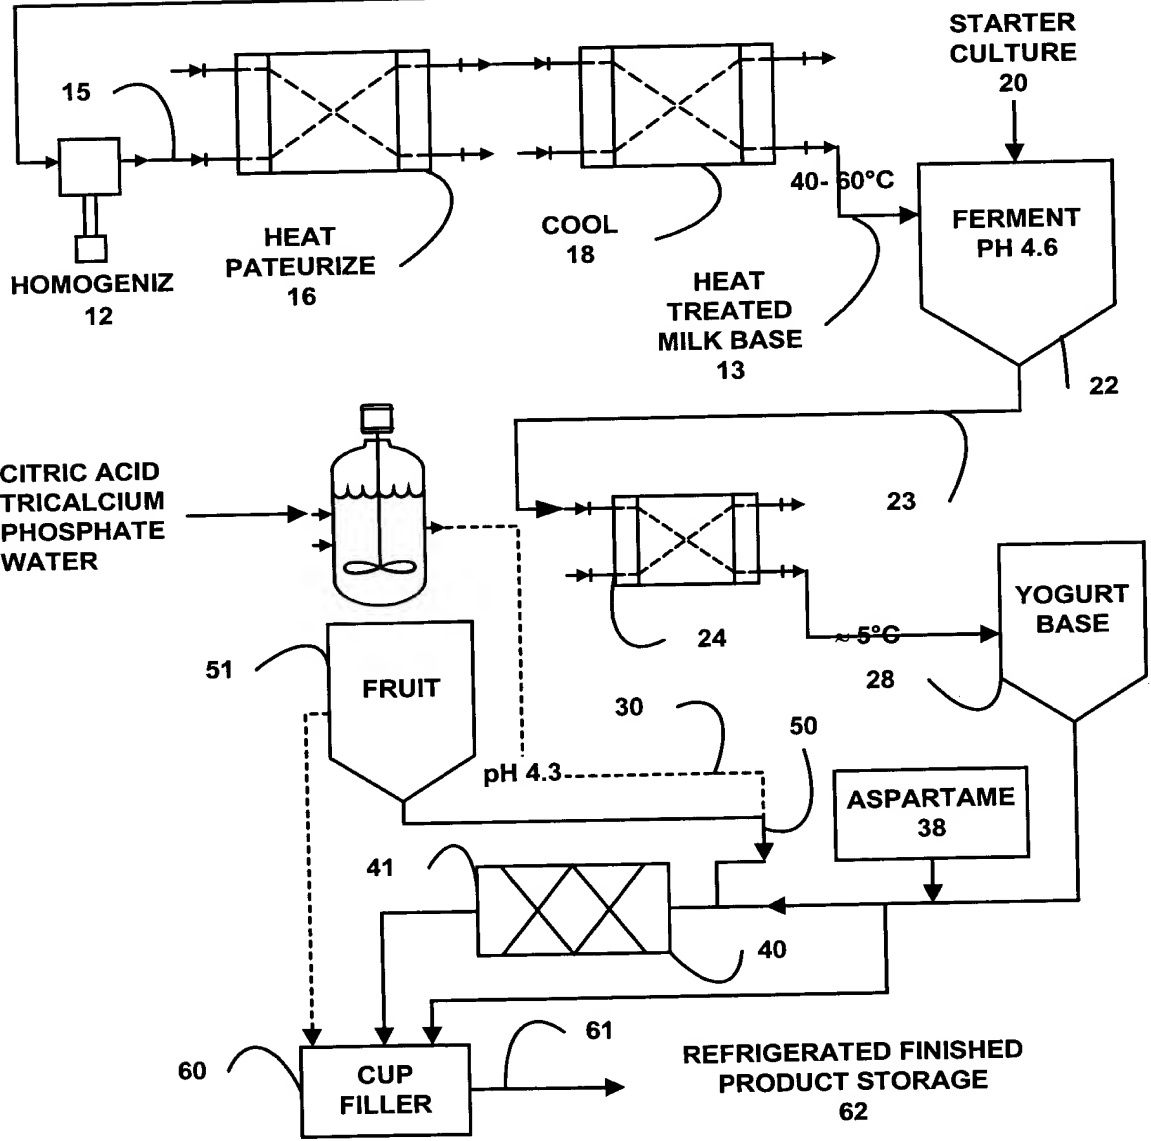 STARTER
CULTURE
20
15
40- 60°C
FERMENT
PH 4.6
HEAT
PATEURIZE
16
COOL
18
HOMOGENIZ
12
HEAT
TREATED
MILK BASE
13
22
CITRIC ACID
TRICALCIUM
PHOSPHATE
WATER
23
YOGURT
BASE
24
≈ 5°C
28
51
FRUIT
30
50
pH 4.3
ASPARTAME
38
41
40
61
60
CUP
FILLER
REFRIGERATED FINISHED
PRODUCT STORAGE
62